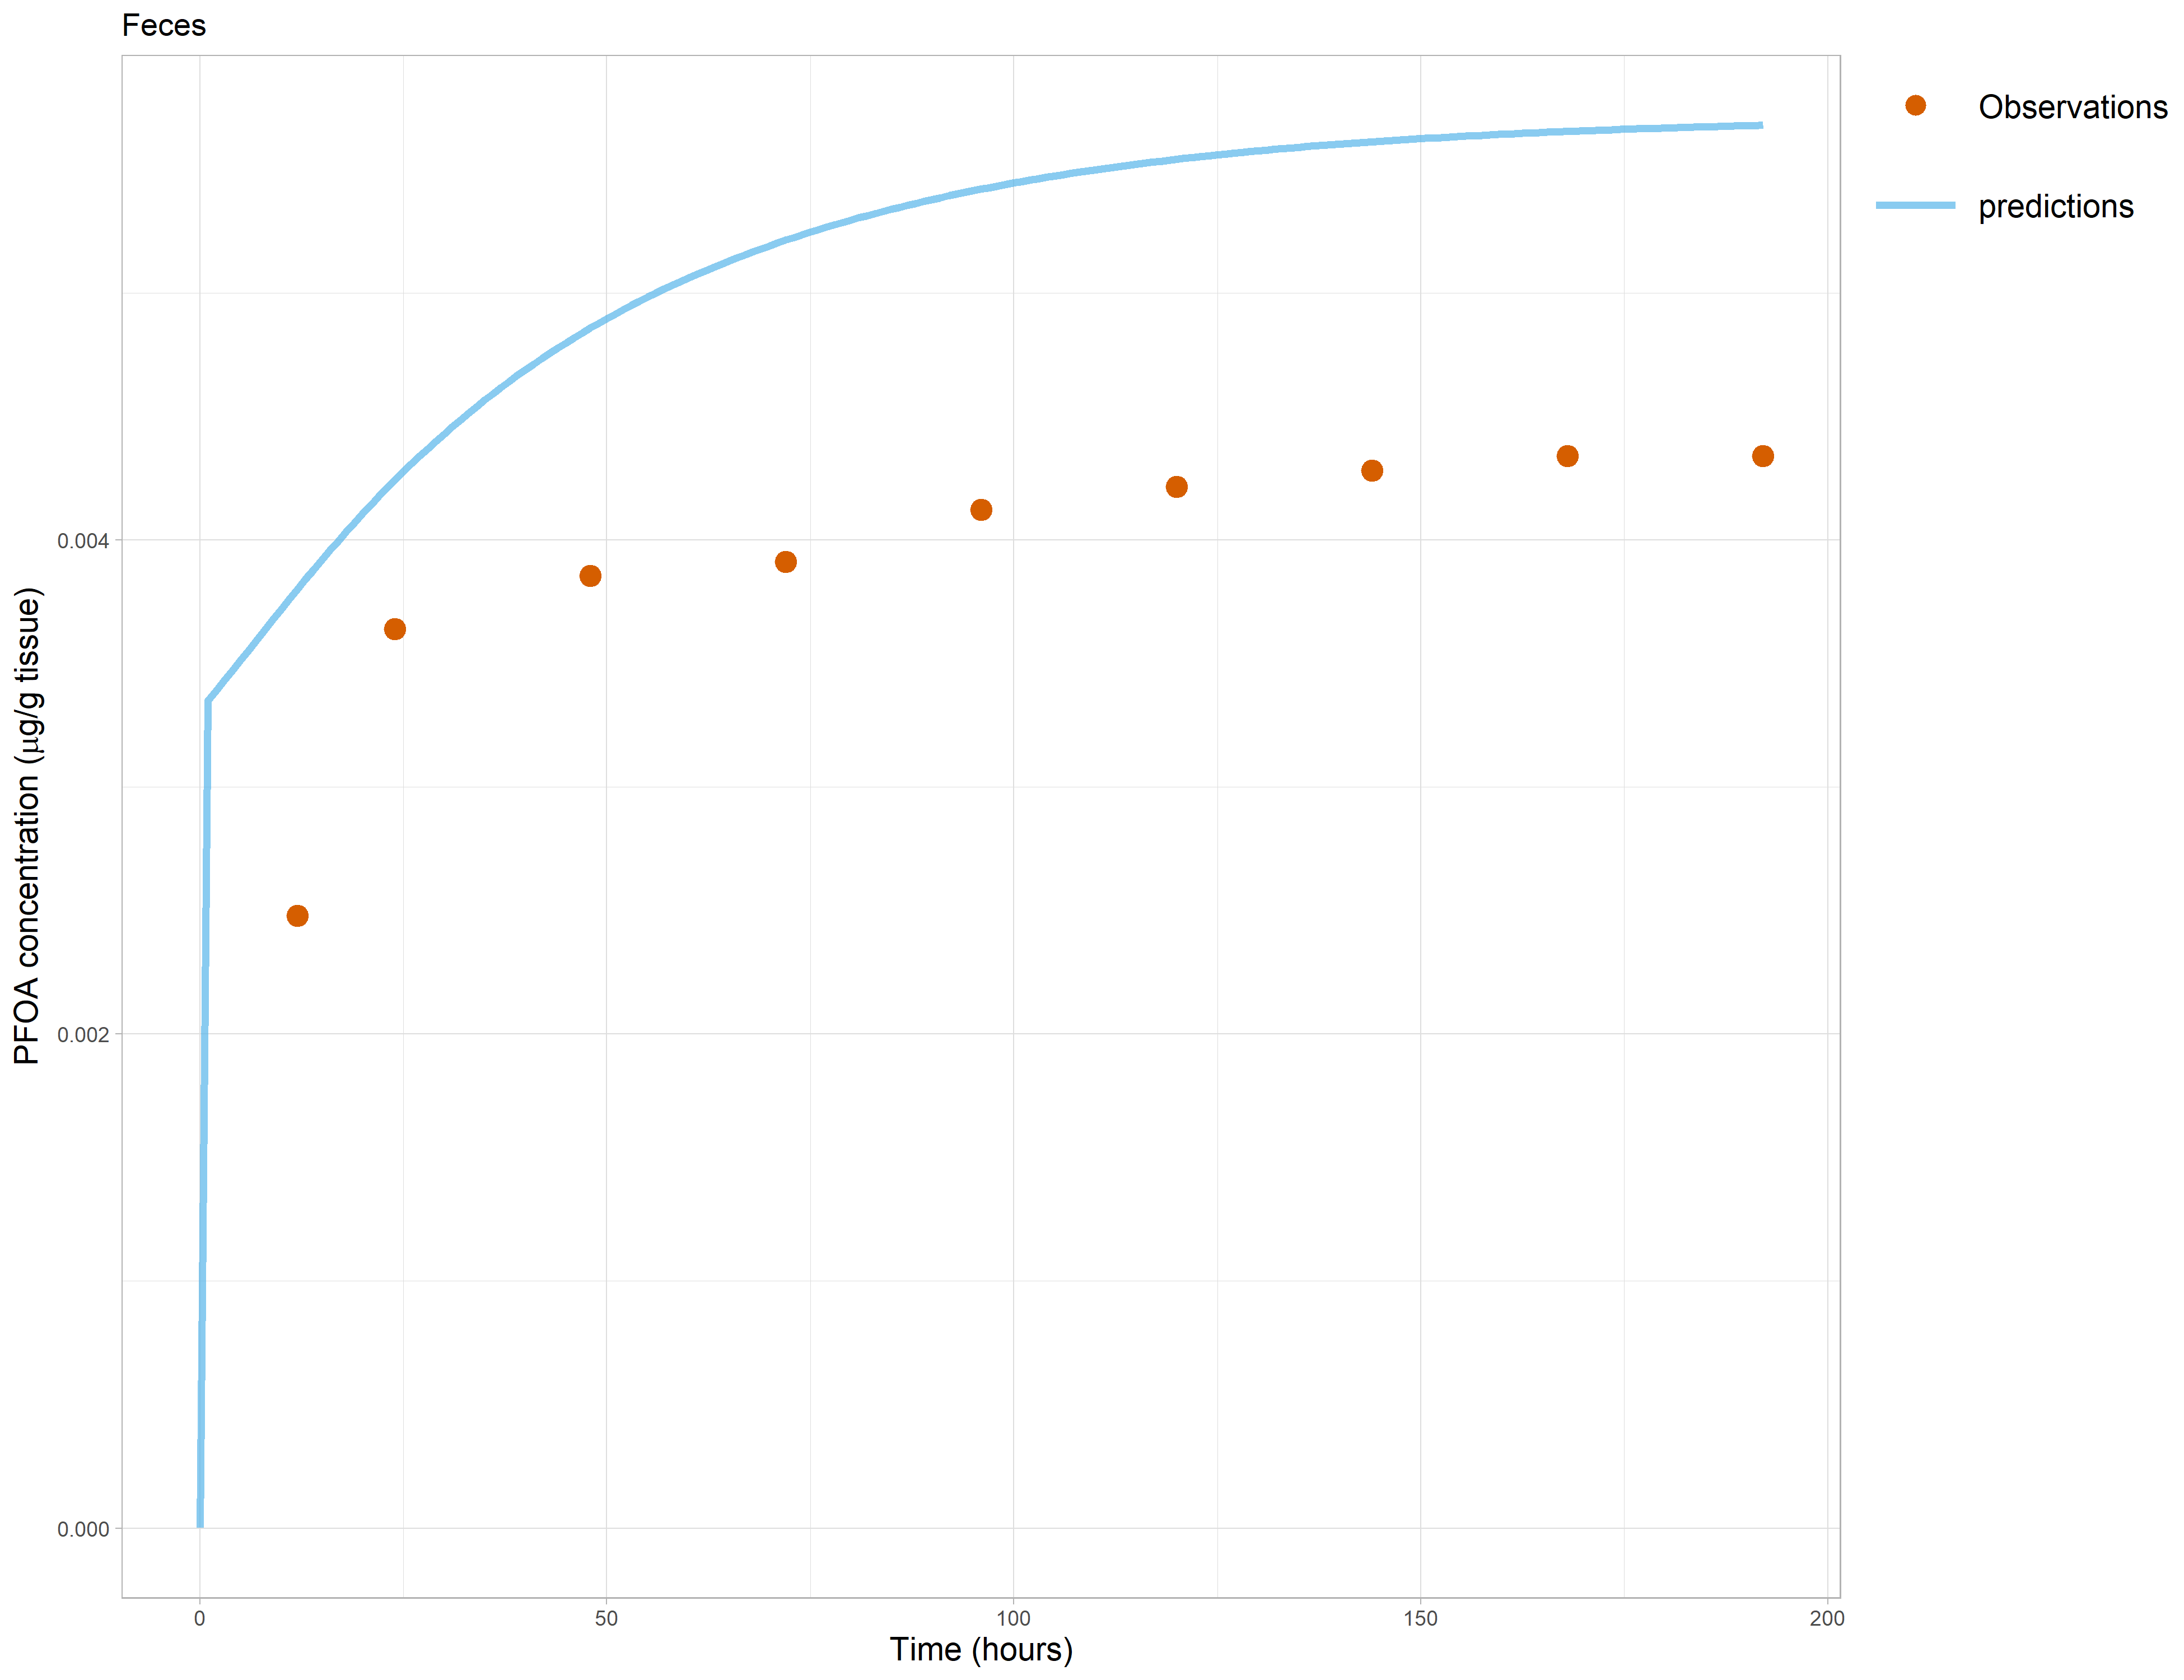 Feces
Observations
predictions
PFOA concentration (μg/g tissue)
0.004
0.002
0.000
0
50
100
150
200
Time (hours)